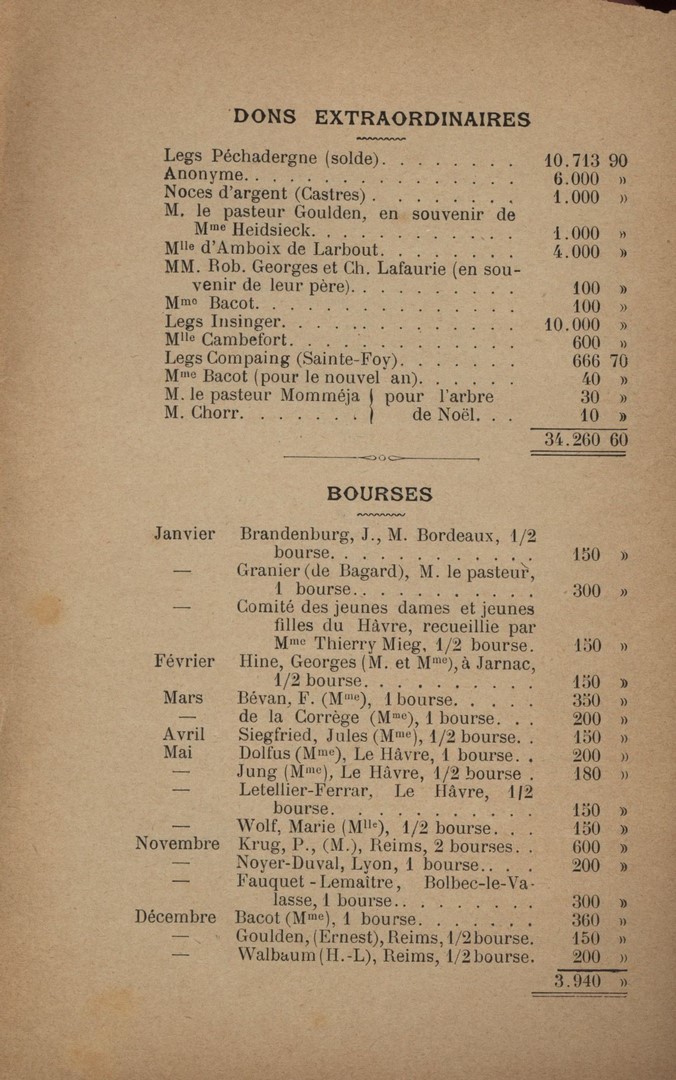 DONS EXTRAORDINAIRES
Legs Péchadergne (solde). . . . . . . . 10.713 90
Anonyme. . . . . . . . . . . . . . . 6.000 »
Noces d'argent (Castres) . . . . . . . . 1.000 »
M. le pasteur Goulden, en souvenir de
Mme Heidsieck. . . . . . . . . . . . 1.000 »
Mlle d'Amboix de Larbout. . . . . . . . 4.000 »
MM. Rob. Georges et Ch. Lafaurie (en sou-
venir de leur père). . . . . . . . . . 100 »
Mme Bacot. . . . . . . . . . . . . . . 100 »
Legs Insinger. . . . . . . . . . . . . 10.000 »
Mlle Cambefort. . . . . . . . . . . . . 600 »
Legs Compaing (Sainte-Foy). . . . . . . 666 70
Mme Bacot (pour le nouvel an). . . . . . 40 »
M. le pasteur Momméja } pour l'arbre 30 »
M. Chorr. . . . . . . } de Noël. . . 10 »
34.260 60
BOURSES
Janvier Brandenburg, J., M. Bordeaux, 1/2
bourse. . . . . . . . . . . . 150 »
— Granier (de Bagard), M. le pasteur,
1 bourse. . . . . . . . . . . 300 »
— Comité des jeunes dames et jeunes
filles du Hâvre, recueillie par
Mme Thierry Mieg, 1/2 bourse. 150 »
Février Hine, Georges (M. et Mme), à Jarnac,
1/2 bourse. . . . . . . . . . 150 »
Mars Bévan, F. (Mme), 1 bourse. . . . . 350 »
— de la Corrège (Mme), 1 bourse. . . 200 »
Avril Siegfried, Jules (Mme), 1/2 bourse. . 150 »
Mai Dolfus (Mme), Le Hâvre, 1 bourse. . 200 »
— Jung (Mme), Le Hâvre, 1/2 bourse . 180 »
— Letellier-Ferrar, Le Hâvre, 1/2
bourse. . . . . . . . . . . . 150 »
— Wolf, Marie (Mlle), 1/2 bourse. . . 150 »
Novembre Krug, P., (M.), Reims, 2 bourses. . 600 »
— Noyer-Duval, Lyon, 1 bourse. . . . 200 »
— Fauquet-Lemaître, Bolbec-le-Va-
lasse, 1 bourse. . . . . . . . . 300 »
Décembre Bacot (Mme), 1 bourse. . . . . . . 360 »
— Goulden, (Ernest), Reims, 1/2 bourse. 150 »
— Walbaum (H.-L), Reims, 1/2 bourse. 200 »
3.940 »